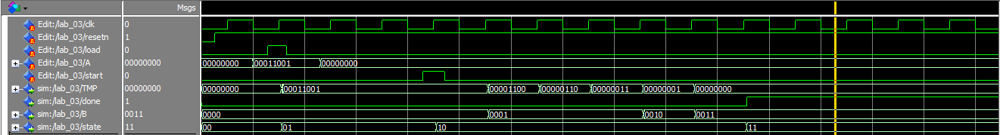 Msgs
Edit:/lab_03/clk 0
Edit:/lab_03/resetn 1
Edit:/lab_03/load 0
Edit:/lab_03/A 00000000 00000000 00011001 00000000
Edit:/lab_03/start 0
sim:/lab_03/TMP 00000000 00000000 00011001 00001100 00000110 00000011 00000001 00000000
sim:/lab_03/done 1
sim:/lab_03/B 0011 0000 0001 0010 0011
sim:/lab_03/state 11 00 01 10 11